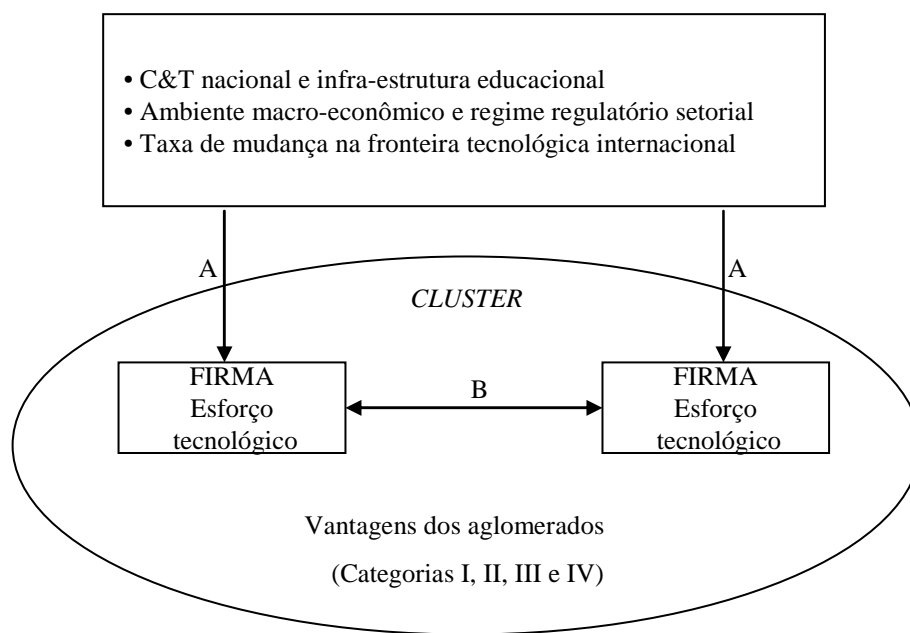 • C&T nacional e infra-estrutura educacional
• Ambiente macro-econômico e regime regulatório setorial
• Taxa de mudança na fronteira tecnológica internacional
A
A
CLUSTER
FIRMA
Esforço
tecnológico
B
FIRMA
Esforço
tecnológico
Vantagens dos aglomerados
(Categorias I, II, III e IV)